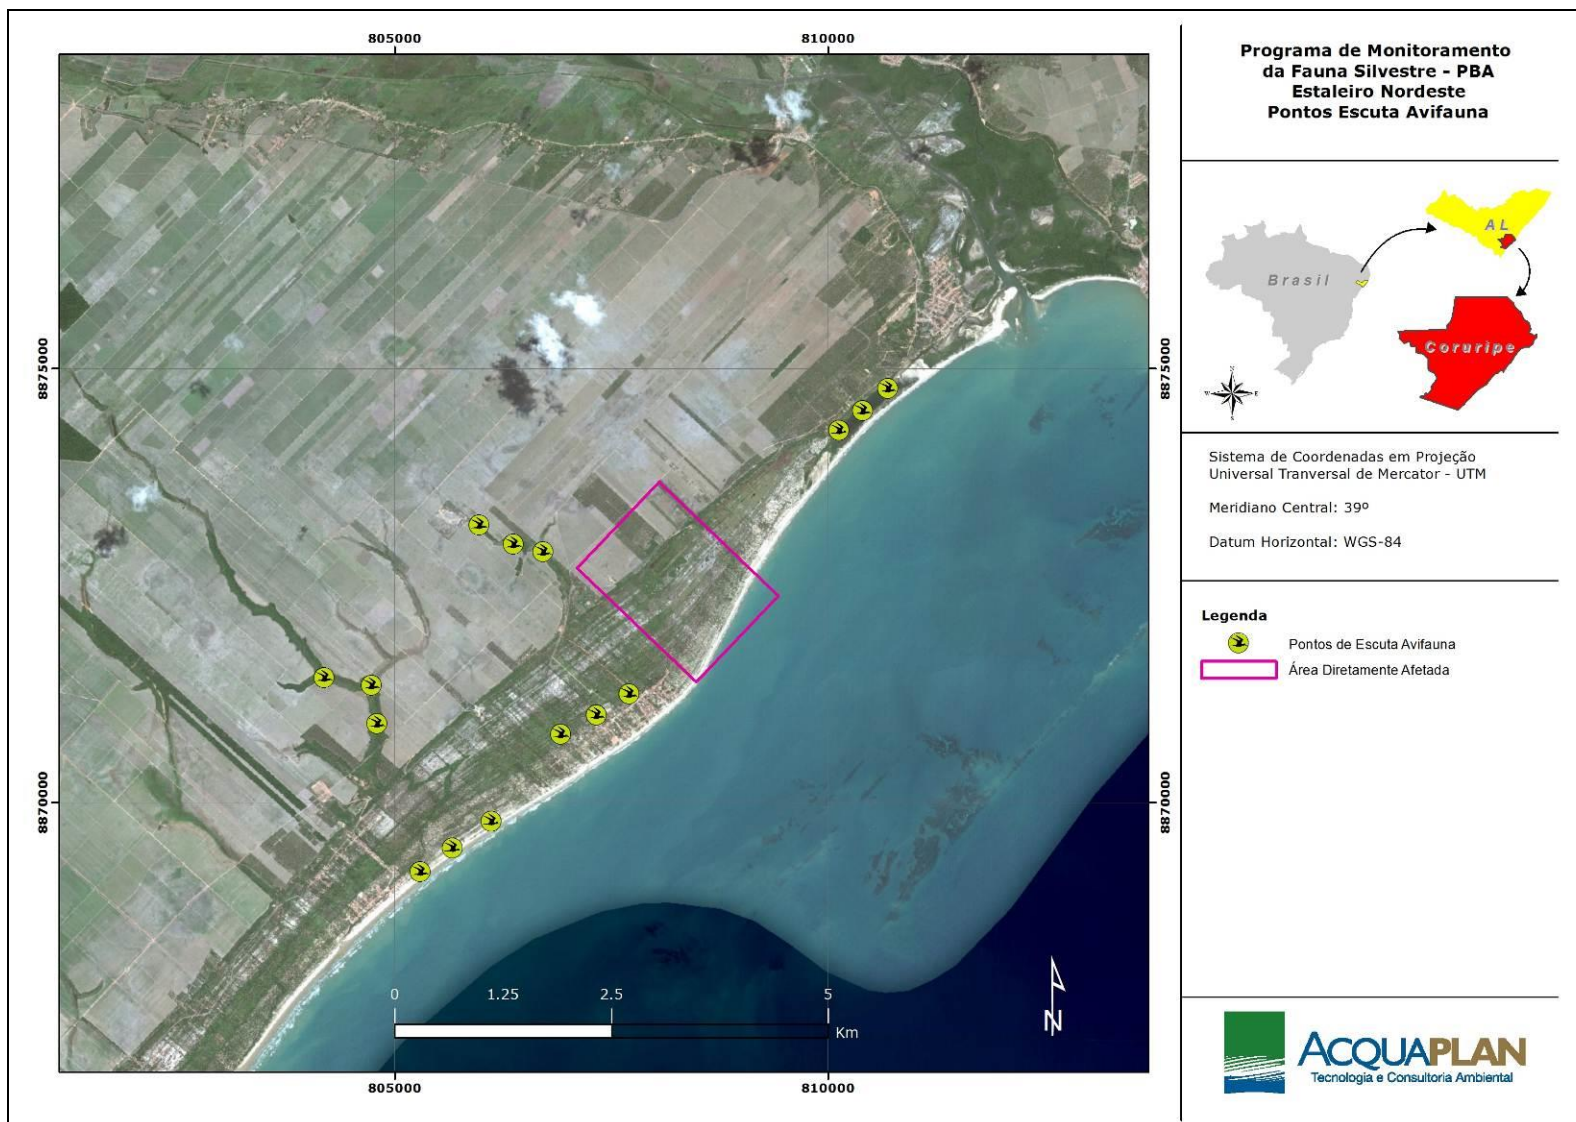 805000
810000
8875000
8875000
8870000
8870000
0
1.25
2.5
5
Km
N
805000
810000
Programa de Monitoramento
da Fauna Silvestre - PBA
Estaleiro Nordeste
Pontos Escuta Avifauna
AL
Brasil
Coruripe
N
W
E
S
Sistema de Coordenadas em Projeção
Universal Tranversal de Mercator - UTM
Meridiano Central: 39º
Datum Horizontal: WGS-84
Legenda
Pontos de Escuta Avifauna
Área Diretamente Afetada
ACQUAPLAN
Tecnologia e Consultoria Ambiental